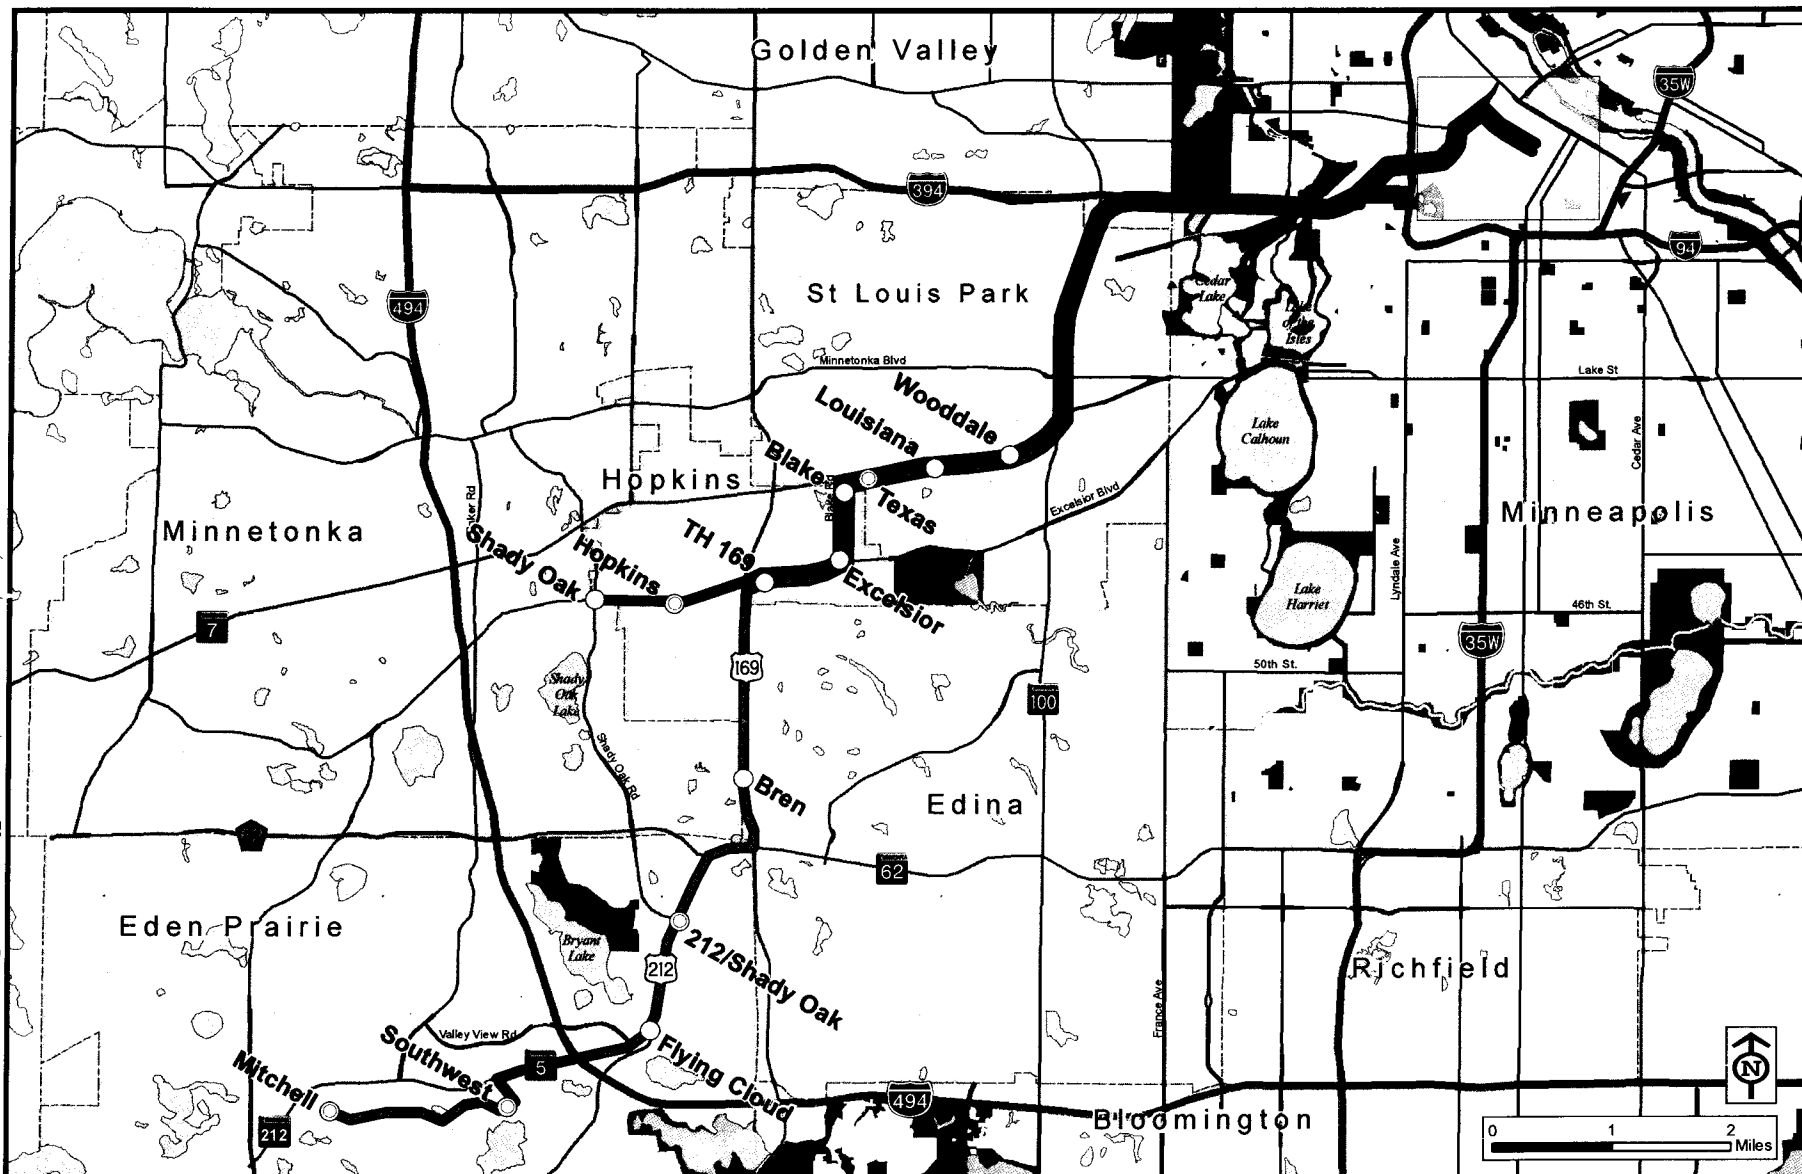 Golden Valley
35W
394
94
St Louis Park
Cedar
Lake
Lake
of the
Isles
494
Minnetonka Blvd
Lake St
Wooddale
Louisiana
Blake
Texas
Lake
Calhoun
Cedar Ave
Hopkins
Blake Rd
Excelsior Blvd
Minneapolis
Minnetonka
TH 169
Hopkins
Shady Oak
Excelsior
Lyndale Ave
Lake
Harriet
46th St.
7
35W
169
50th St.
Shady
Oak
Lake
100
Shady Oak Rd
Bren
Edina
62
Eden Prairie
Bryant
Lake
212/Shady Oak
212
Richfield
France Ave
Valley View Rd
Southwest
5
Flying Cloud
Mitchell
N
494
Bloomington
212
0 1 2
Miles